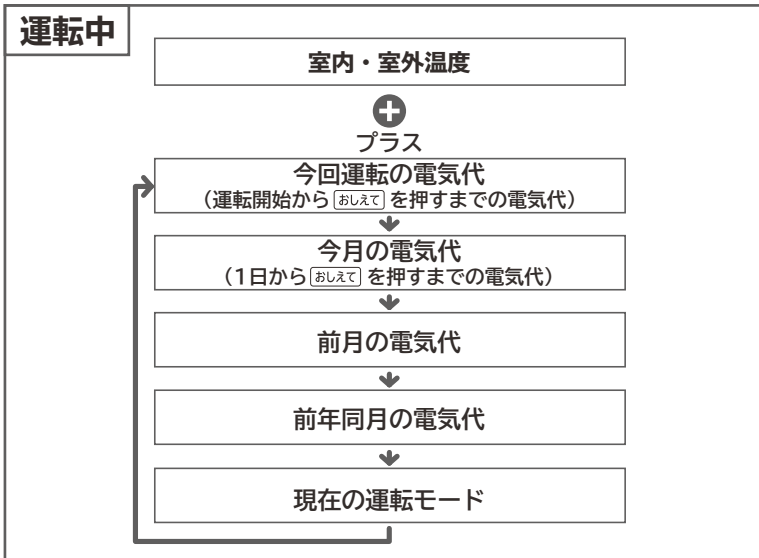 運転中
室内・室外温度
プラス
今回運転の電気代
（運転開始から おしえて を押すまでの電気代）
今月の電気代
（1日から おしえて を押すまでの電気代）
前月の電気代
前年同月の電気代
現在の運転モード